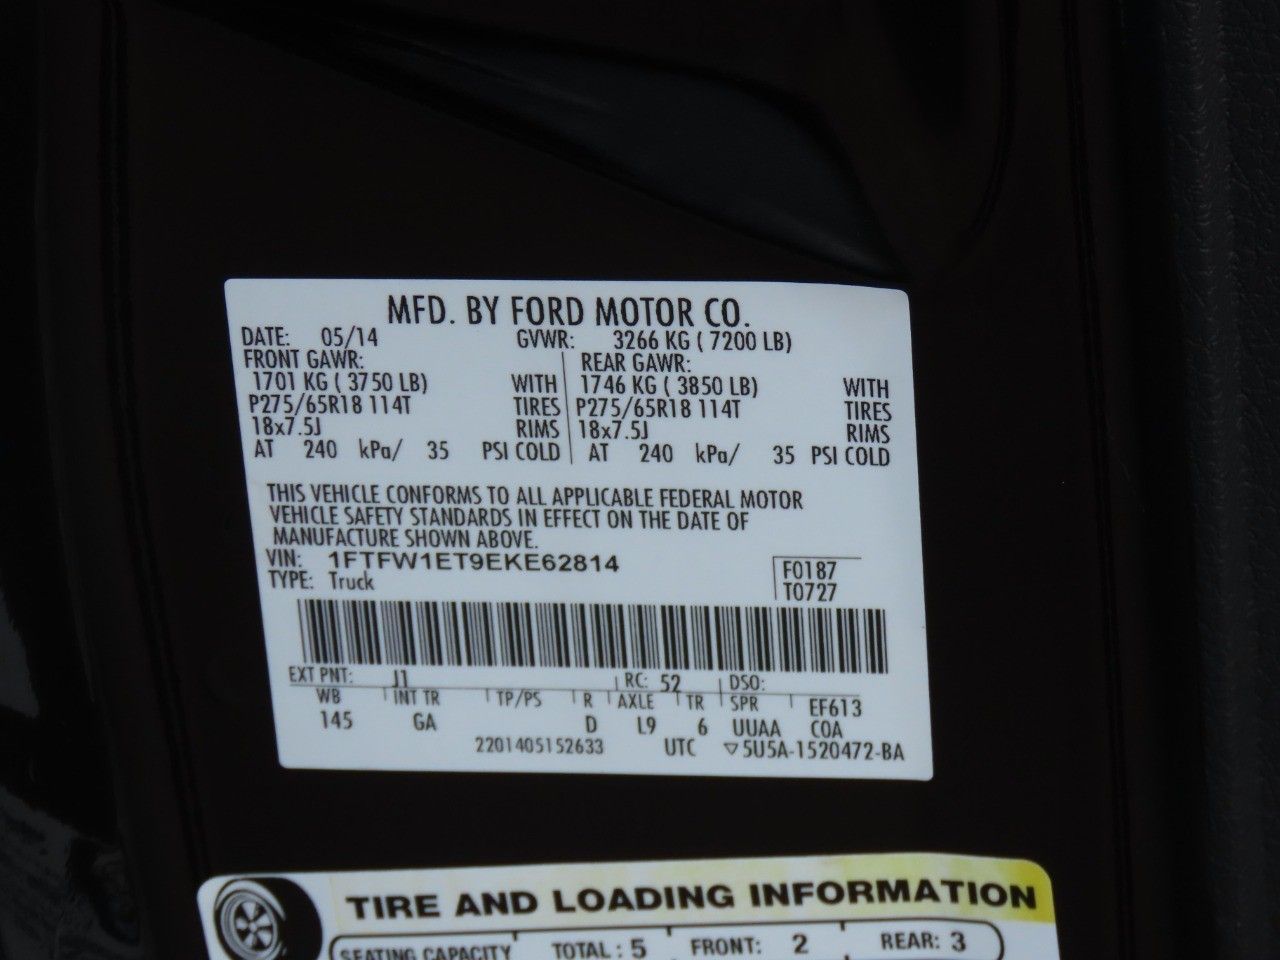 MFD. BY FORD MOTOR CO.
DATE: 05/14 GVWR: 3266 KG ( 7200 LB)
FRONT GAWR: REAR GAWR:
1701 KG ( 3750 LB) WITH 1746 KG ( 3850 LB) WITH
P275/65R18 114T TIRES P275/65R18 114T TIRES
18x7.5J RIMS 18x7.5J RIMS
AT 240 kPa/ 35 PSI COLD AT 240 kPa/ 35 PSI COLD
THIS VEHICLE CONFORMS TO ALL APPLICABLE FEDERAL MOTOR
VEHICLE SAFETY STANDARDS IN EFFECT ON THE DATE OF
MANUFACTURE SHOWN ABOVE.
VIN: 1FTFW1ET9EKE62814 F0187
TYPE: Truck T0727
EXT PNT: J1 RC: 52 DSO:
WB INT TR TP/PS R AXLE TR SPR EF613
145 GA D L9 6 UUAA COA
2201405152633 UTC ▽5U5A-1520472-BA
TIRE AND LOADING INFORMATION
SEATING CAPACITY TOTAL : 5 FRONT: 2 REAR: 3